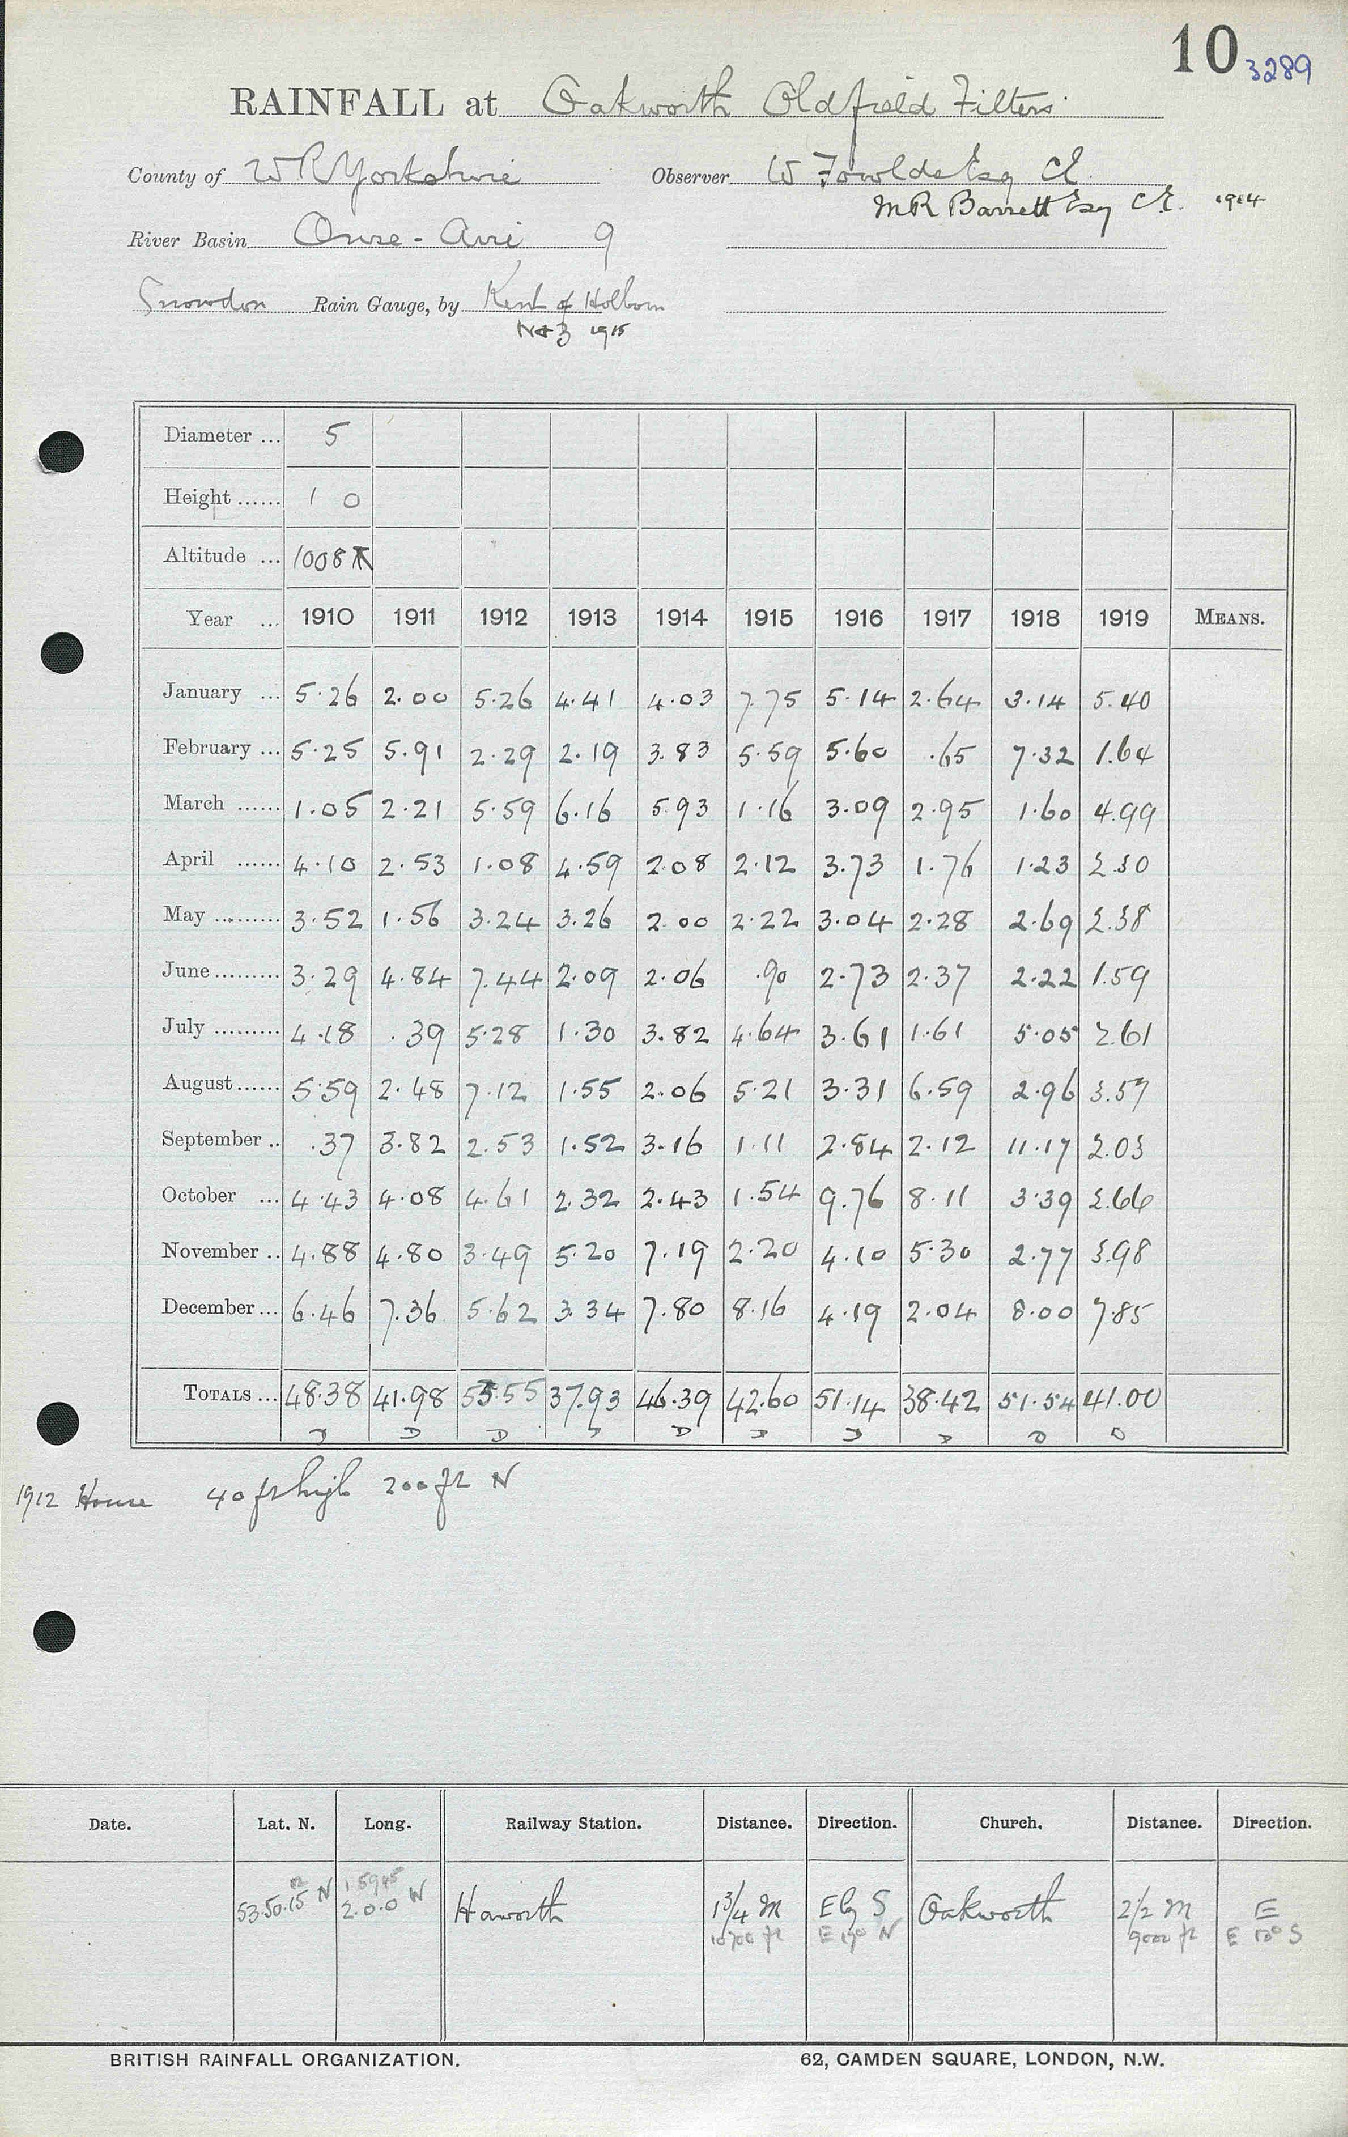 10 3289
RAINFALL at Oakworth Oldfield Filters
County of W R Yorkshire Observer W Fowlds Esq CE
M R Barrett Esq C.E. 1914
River Basin Ouse - Aire 9
Snowdon Rain Gauge, by Kent of Holborn
N & Z 1915
Diameter ... 5
Height ...... 1 0
Altitude ... 1008
Year ... 1910 1911 1912 1913 1914 1915 1916 1917 1918 1919 MEANS.
January ... 5.26 2.00 5.26 4.41 4.03 7.75 5.14 2.64 3.14 5.40
February ... 5.25 5.91 2.29 2.19 3.83 5.59 5.60 .65 7.32 1.64
March ...... 1.05 2.21 5.59 6.16 5.93 1.16 3.09 2.95 1.60 4.99
April ...... 4.10 2.53 1.08 4.59 2.08 2.12 3.73 1.76 1.23 2.30
May ......... 3.52 1.56 3.24 3.26 2.00 2.22 3.04 2.28 2.69 2.38
June ......... 3.29 4.84 7.44 2.09 2.06 .90 2.73 2.37 2.22 1.59
July ......... 4.18 .39 5.28 1.30 3.82 4.64 3.61 1.61 5.05 2.61
August ...... 5.59 2.48 7.12 1.55 2.06 5.21 3.31 6.59 2.96 3.57
September .. .37 3.82 2.53 1.52 3.16 1.11 2.84 2.12 11.17 2.03
October ... 4.43 4.08 4.61 2.32 2.43 1.54 9.76 8.11 3.39 2.66
November .. 4.88 4.80 3.49 5.20 7.19 2.20 4.10 5.30 2.77 3.98
December ... 6.46 7.36 5.62 3.34 7.80 8.16 4.19 2.04 8.00 7.85
TOTALS ... 48.38 41.98 53.55 37.93 46.39 42.60 51.14 38.42 51.54 41.00
1912 House 40 ft high 200 ft N
Date. Lat. N. Long. Railway Station. Distance. Direction. Church. Distance. Direction.
12 1 59 45
53.50.15 N 2.0.0 W Haworth 1 3/4 M E by S Oakworth 2 1/2 M E
10700 ft E 17° N 9000 ft E 10° S
BRITISH RAINFALL ORGANIZATION. 62, CAMDEN SQUARE, LONDON, N.W.